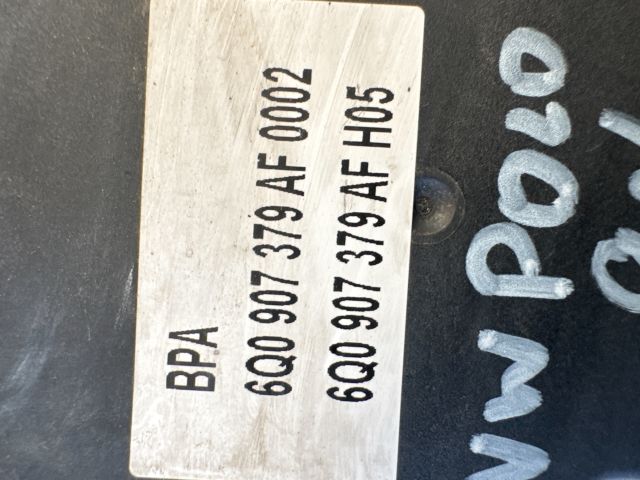 BPA
6Q0 907 379 AF 0002
6Q0 907 379 AF H05
VW POLO